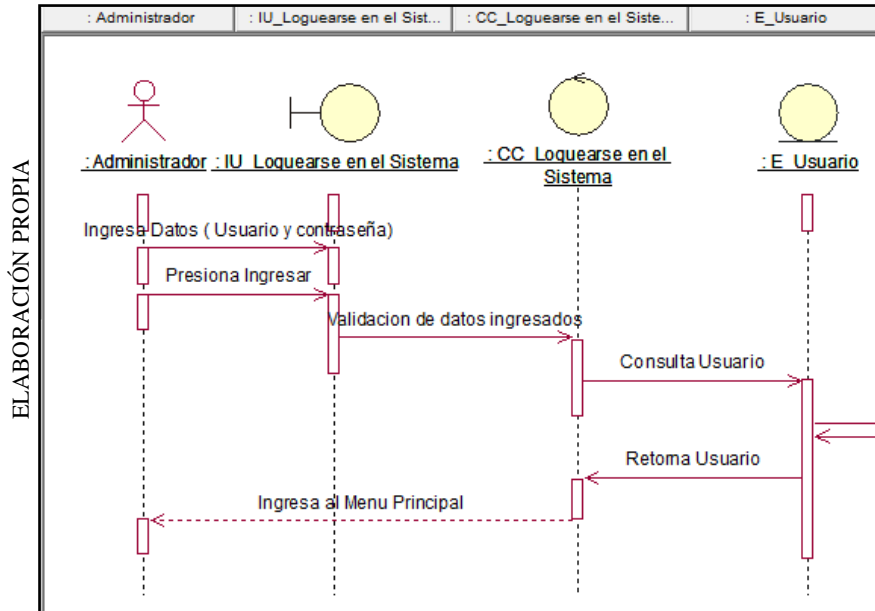 : Administrador
: IU_Loguearse en el Sist...
: CC_Loguearse en el Siste...
: E_Usuario
: Administrador
: IU_Loguearse en el Sistema
: CC_Loguearse en el
Sistema
: E_Usuario
Ingresa Datos ( Usuario y contraseña)
Presiona Ingresar
Validacion de datos ingresados
Consulta Usuario
Retorna Usuario
Ingresa al Menu Principal
ELABORACIÓN PROPIA